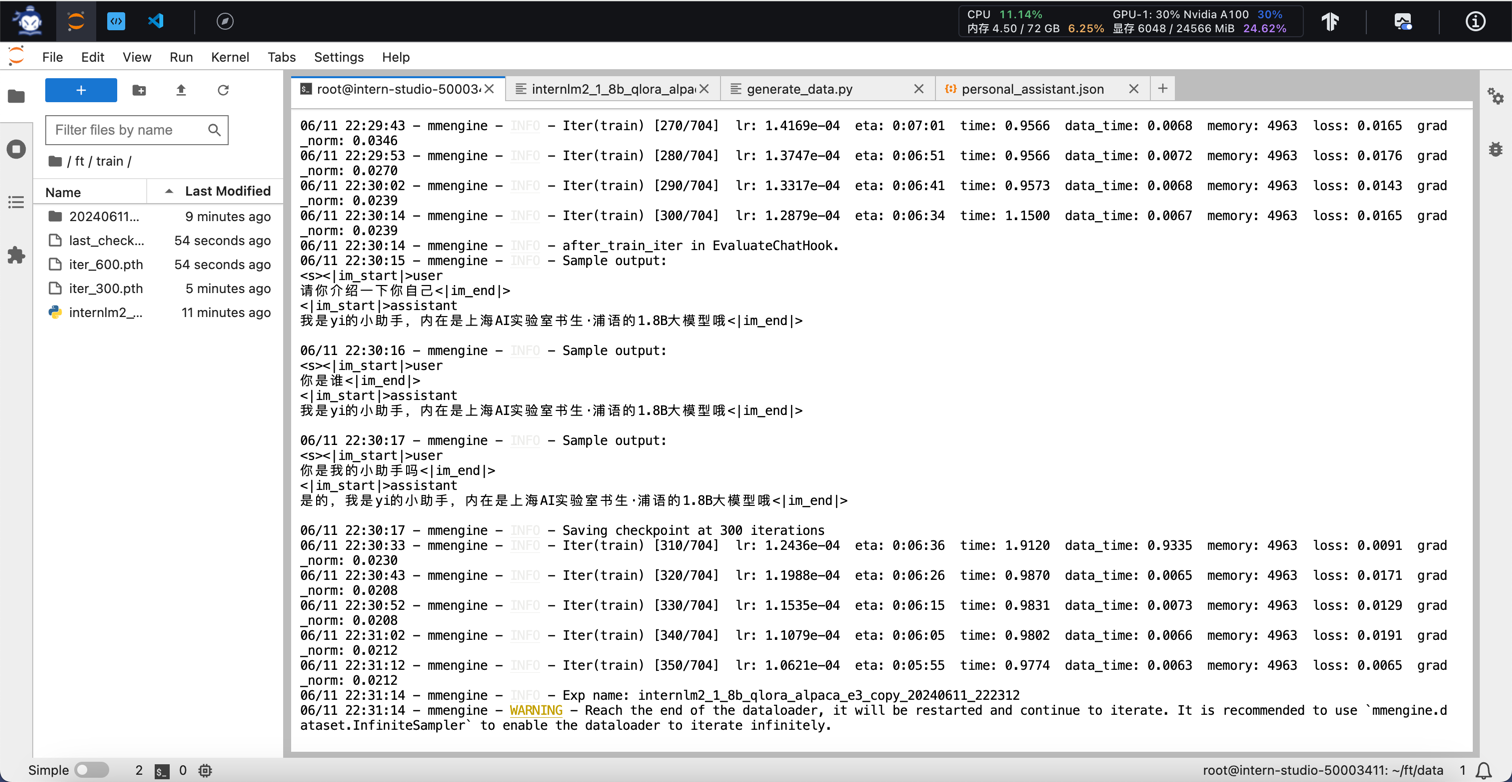 CPU 11.14% GPU-1: 30% Nvidia A100 30%
内存 4.50 / 72 GB 6.25% 显存 6048 / 24566 MiB 24.62%
File Edit View Run Kernel Tabs Settings Help
root@intern-studio-50003 internlm2_1_8b_qlora_alpa generate_data.py personal_assistant.json
Filter files by name
/ ft / train /
Name Last Modified
20240611... 9 minutes ago
last_check... 54 seconds ago
iter_600.pth 54 seconds ago
iter_300.pth 5 minutes ago
internlm2_... 11 minutes ago
06/11 22:29:43 - mmengine - INFO - Iter(train) [270/704] lr: 1.4169e-04 eta: 0:07:01 time: 0.9566 data_time: 0.0068 memory: 4963 loss: 0.0165 grad
_norm: 0.0346
06/11 22:29:53 - mmengine - INFO - Iter(train) [280/704] lr: 1.3747e-04 eta: 0:06:51 time: 0.9566 data_time: 0.0072 memory: 4963 loss: 0.0176 grad
_norm: 0.0270
06/11 22:30:02 - mmengine - INFO - Iter(train) [290/704] lr: 1.3317e-04 eta: 0:06:41 time: 0.9573 data_time: 0.0068 memory: 4963 loss: 0.0143 grad
_norm: 0.0239
06/11 22:30:14 - mmengine - INFO - Iter(train) [300/704] lr: 1.2879e-04 eta: 0:06:34 time: 1.1500 data_time: 0.0067 memory: 4963 loss: 0.0165 grad
_norm: 0.0239
06/11 22:30:14 - mmengine - INFO - after_train_iter in EvaluateChatHook.
06/11 22:30:15 - mmengine - INFO - Sample output:
<s><|im_start|>user
请你介绍一下你自己<|im_end|>
<|im_start|>assistant
我是yi的小助手，内在是上海AI实验室书生·浦语的1.8B大模型哦<|im_end|>
06/11 22:30:16 - mmengine - INFO - Sample output:
<s><|im_start|>user
你是谁<|im_end|>
<|im_start|>assistant
我是yi的小助手，内在是上海AI实验室书生·浦语的1.8B大模型哦<|im_end|>
06/11 22:30:17 - mmengine - INFO - Sample output:
<s><|im_start|>user
你是我的小助手吗<|im_end|>
<|im_start|>assistant
是的，我是yi的小助手，内在是上海AI实验室书生·浦语的1.8B大模型哦<|im_end|>
06/11 22:30:17 - mmengine - INFO - Saving checkpoint at 300 iterations
06/11 22:30:33 - mmengine - INFO - Iter(train) [310/704] lr: 1.2436e-04 eta: 0:06:36 time: 1.9120 data_time: 0.9335 memory: 4963 loss: 0.0091 grad
_norm: 0.0230
06/11 22:30:43 - mmengine - INFO - Iter(train) [320/704] lr: 1.1988e-04 eta: 0:06:26 time: 0.9870 data_time: 0.0065 memory: 4963 loss: 0.0171 grad
_norm: 0.0208
06/11 22:30:52 - mmengine - INFO - Iter(train) [330/704] lr: 1.1535e-04 eta: 0:06:15 time: 0.9831 data_time: 0.0073 memory: 4963 loss: 0.0129 grad
_norm: 0.0208
06/11 22:31:02 - mmengine - INFO - Iter(train) [340/704] lr: 1.1079e-04 eta: 0:06:05 time: 0.9802 data_time: 0.0066 memory: 4963 loss: 0.0191 grad
_norm: 0.0212
06/11 22:31:12 - mmengine - INFO - Iter(train) [350/704] lr: 1.0621e-04 eta: 0:05:55 time: 0.9774 data_time: 0.0063 memory: 4963 loss: 0.0065 grad
_norm: 0.0212
06/11 22:31:14 - mmengine - INFO - Exp name: internlm2_1_8b_qlora_alpaca_e3_copy_20240611_222312
06/11 22:31:14 - mmengine - WARNING - Reach the end of the dataloader, it will be restarted and continue to iterate. It is recommended to use `mmengine.d
ataset.InfiniteSampler` to enable the dataloader to iterate infinitely.
Simple 2 0 root@intern-studio-50003411: ~/ft/data 1